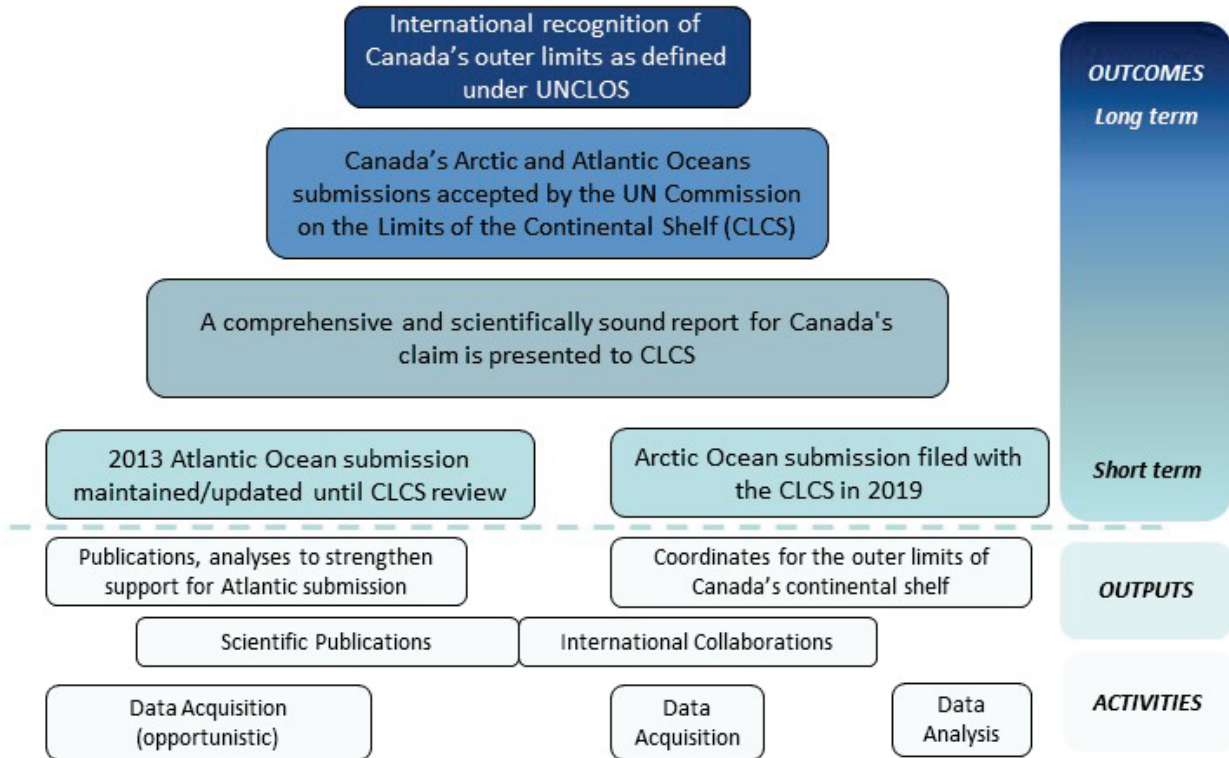 International recognition of
Canada’s outer limits as defined
under UNCLOS
OUTCOMES
Long term
Canada’s Arctic and Atlantic Oceans
submissions accepted by the UN Commission
on the Limits of the Continental Shelf (CLCS)
A comprehensive and scientifically sound report for Canada's
claim is presented to CLCS
2013 Atlantic Ocean submission
maintained/updated until CLCS review
Arctic Ocean submission filed with
the CLCS in 2019
Short term
Publications, analyses to strengthen
support for Atlantic submission
Coordinates for the outer limits of
Canada’s continental shelf
OUTPUTS
Scientific Publications
International Collaborations
Data Acquisition
(opportunistic)
Data
Acquisition
Data
Analysis
ACTIVITIES